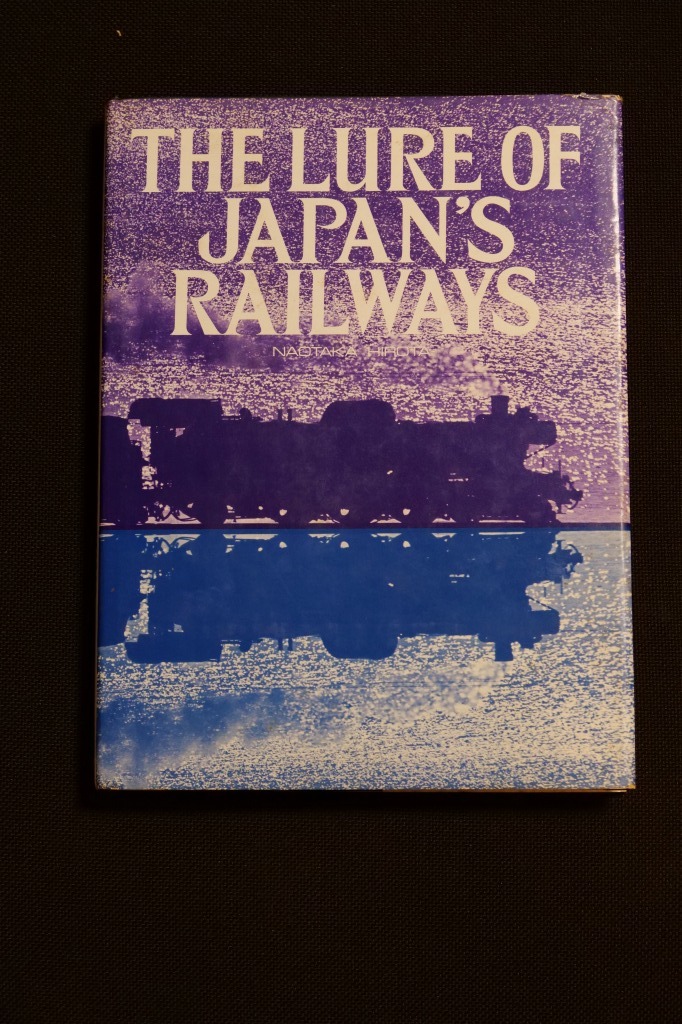 THE LURE OF
JAPAN'S
RAILWAYS
NAOTAKA HIROTA